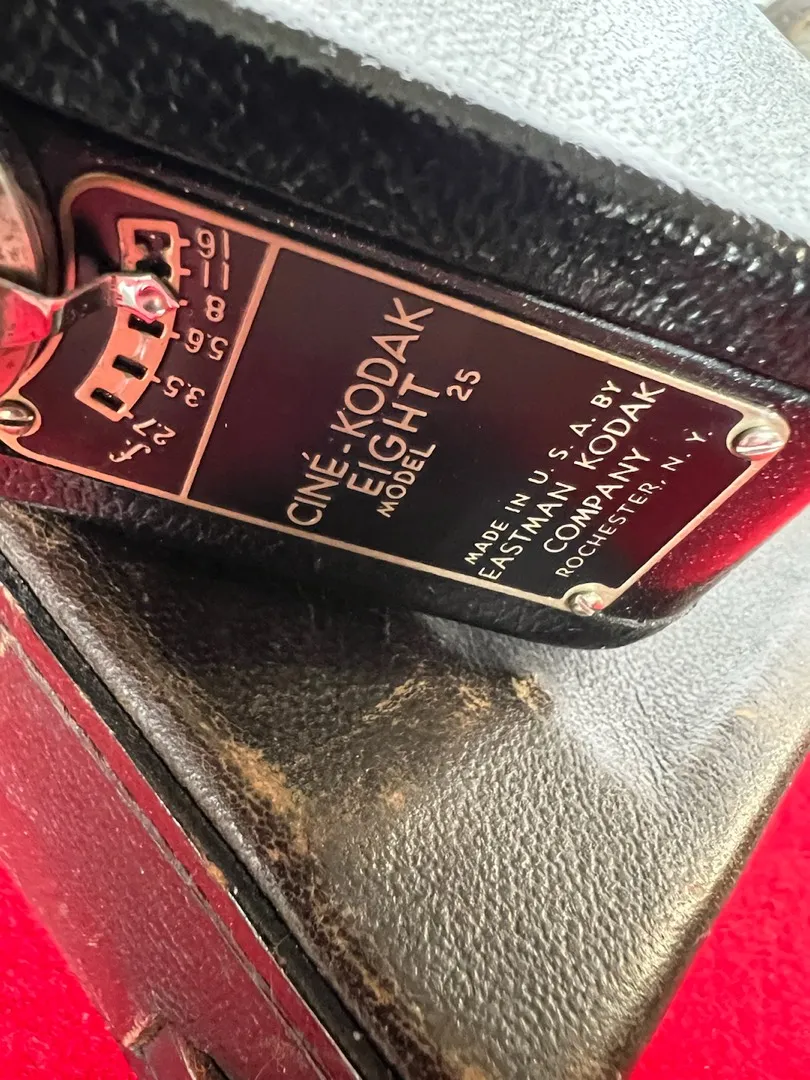 16
11
8
5.6
3.5
2.7
f.
CINÉ-KODAK
EIGHT
MODEL 25
MADE IN U. S. A. BY
EASTMAN KODAK
COMPANY
ROCHESTER, N. Y.